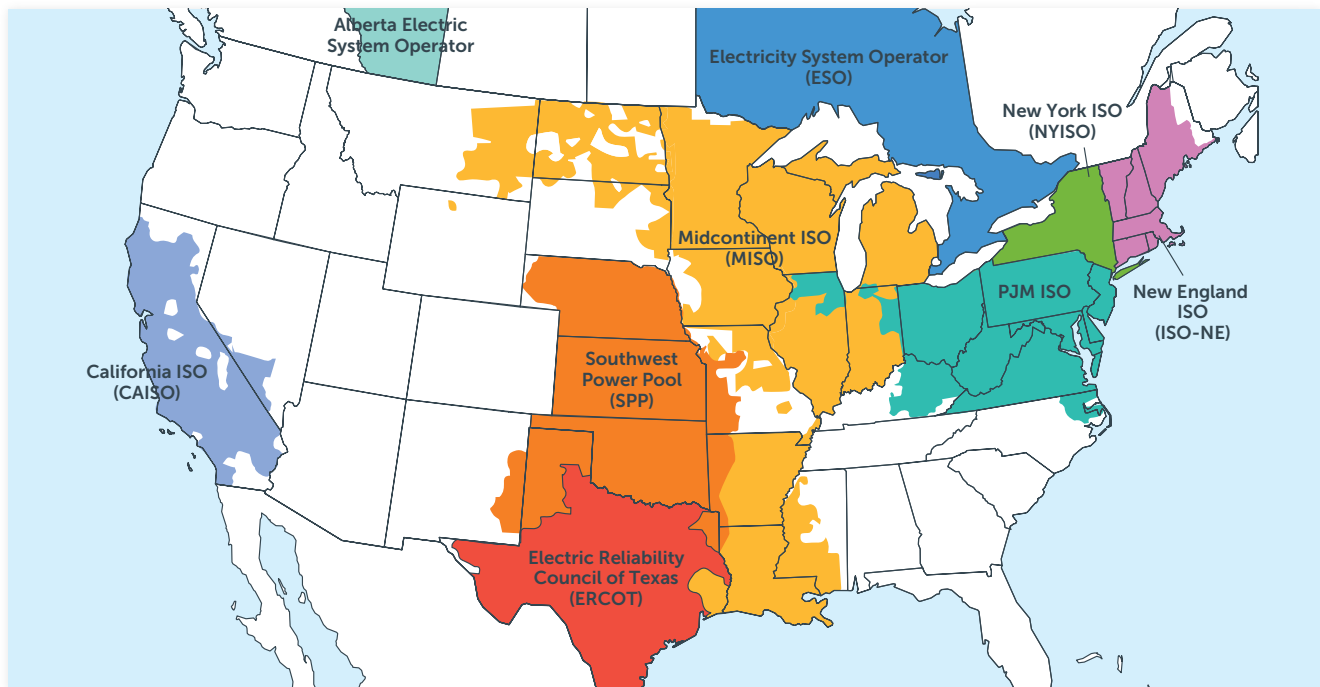 Alberta Electric
System Operator
Electricity System Operator
(ESO)
New York ISO
(NYISO)
Midcontinent ISO
(MISO)
PJM ISO
New England
ISO
(ISO-NE)
Southwest
Power Pool
(SPP)
California ISO
(CAISO)
Electric Reliability
Council of Texas
(ERCOT)